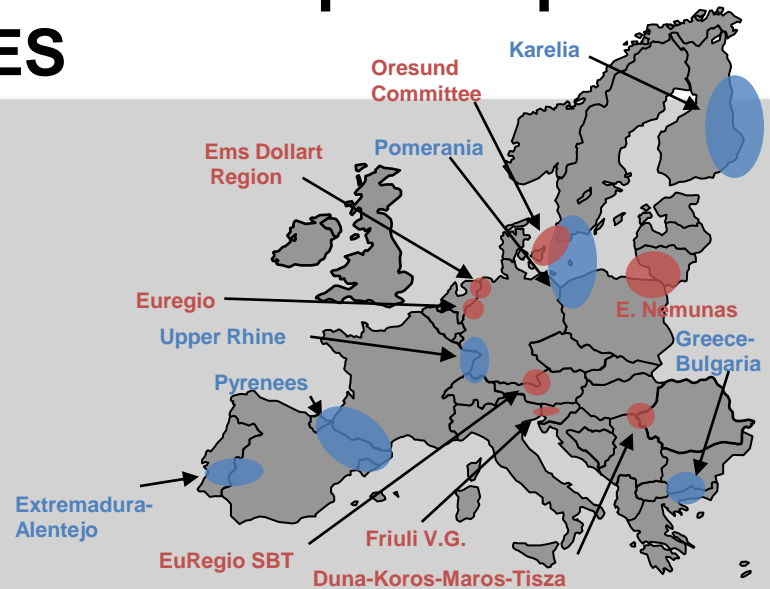 ES
Karelia
Oresund
Committee
Ems Dollart
Region
Pomerania
Euregio
E. Nemunas
Upper Rhine
Greece-
Bulgaria
Pyrenees
Extremadura-
Alentejo
Friuli V.G.
EuRegio SBT
Duna-Koros-Maros-Tisza